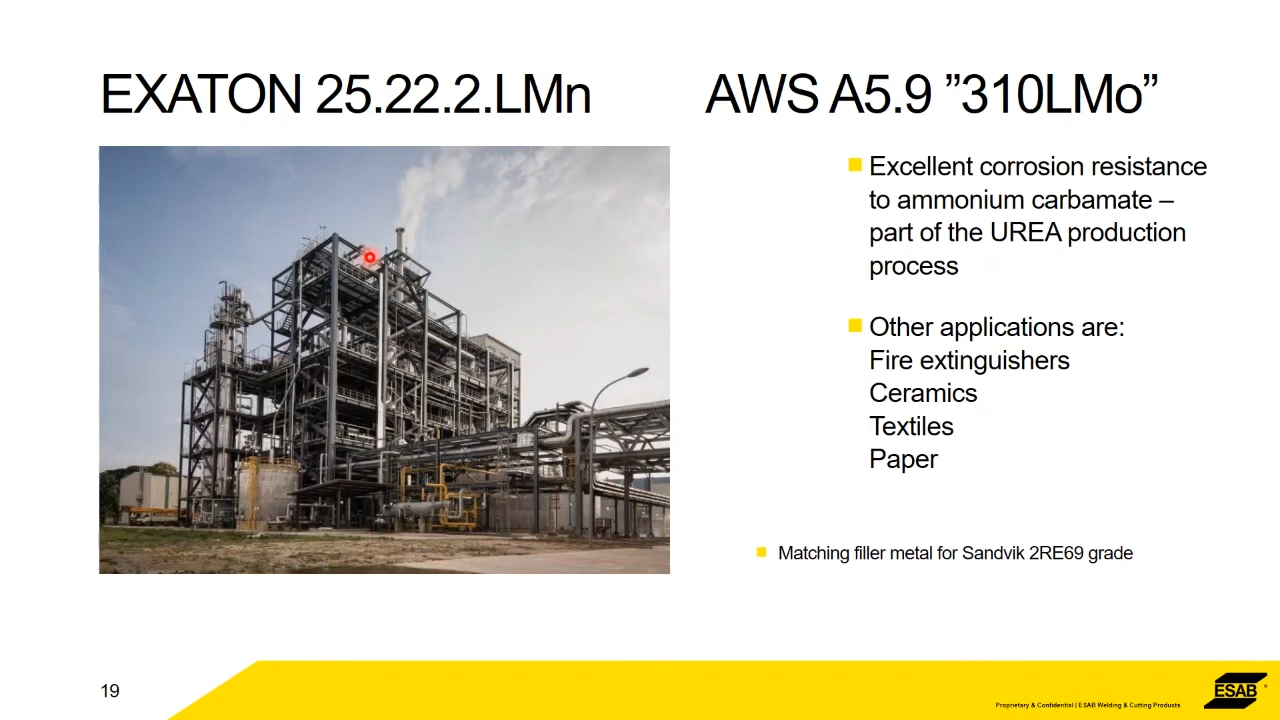 EXATON 25.22.2.LMn
AWS A5.9 ”310LMo”
Excellent corrosion resistance
to ammonium carbamate –
part of the UREA production
process
Other applications are:
Fire extinguishers
Ceramics
Textiles
Paper
Matching filler metal for Sandvik 2RE69 grade
19
Proprietary & Confidential | ESAB Welding & Cutting Products
ESAB
®